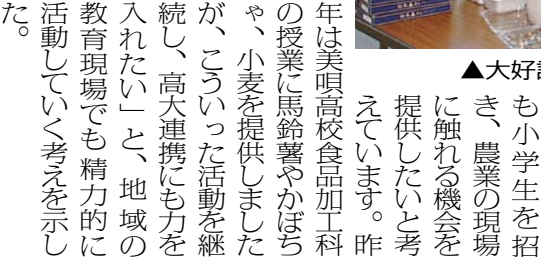 ▲大好評
も小学生を招
き、農業の現場
に触れる機会を
提供したいと考
えています。昨
年は美唄高校食品加工科
の授業に馬鈴薯やかぼち
ゃ、小麦を提供しました
が、こういった活動を継
続し、高大連携にも力を
入れたい」と、地域の
教育現場でも精力的に
活動していく考えを示し
た。